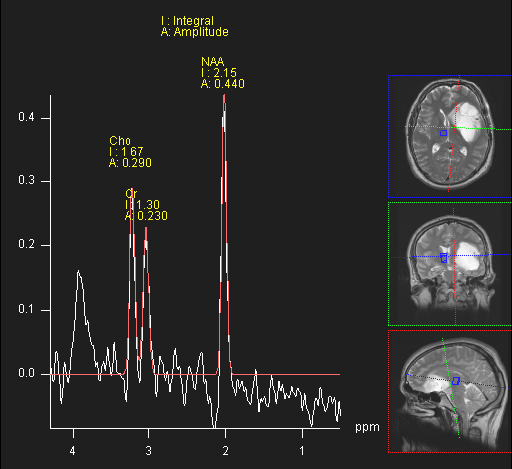 I : Integral
A: Amplitude
NAA
I : 2.15
A: 0.440
Cho
I : 1.67
A: 0.290
Cr
I : 1.30
A: 0.230
0.4
0.3
0.2
0.1
0.0
4 3 2 1 ppm